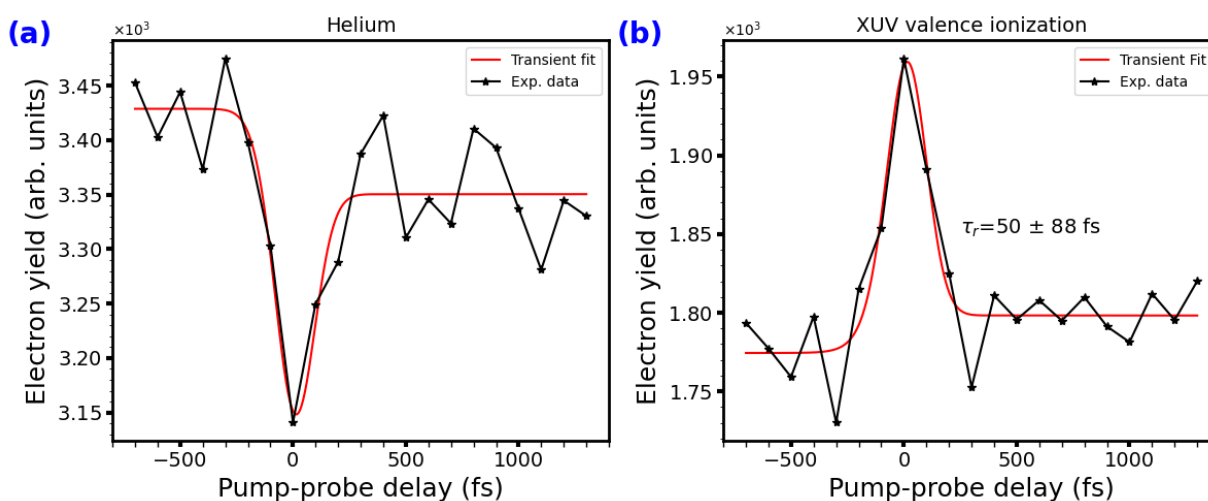 (a)
×10³
Helium
Transient fit
Exp. data
3.45
3.40
3.35
3.30
3.25
3.20
3.15
Electron yield (arb. units)
−500 0 500 1000
Pump-probe delay (fs)
(b)
×10³
XUV valence ionization
Transient Fit
Exp. data
τr=50 ± 88 fs
1.95
1.90
1.85
1.80
1.75
Electron yield (arb. units)
−500 0 500 1000
Pump-probe delay (fs)